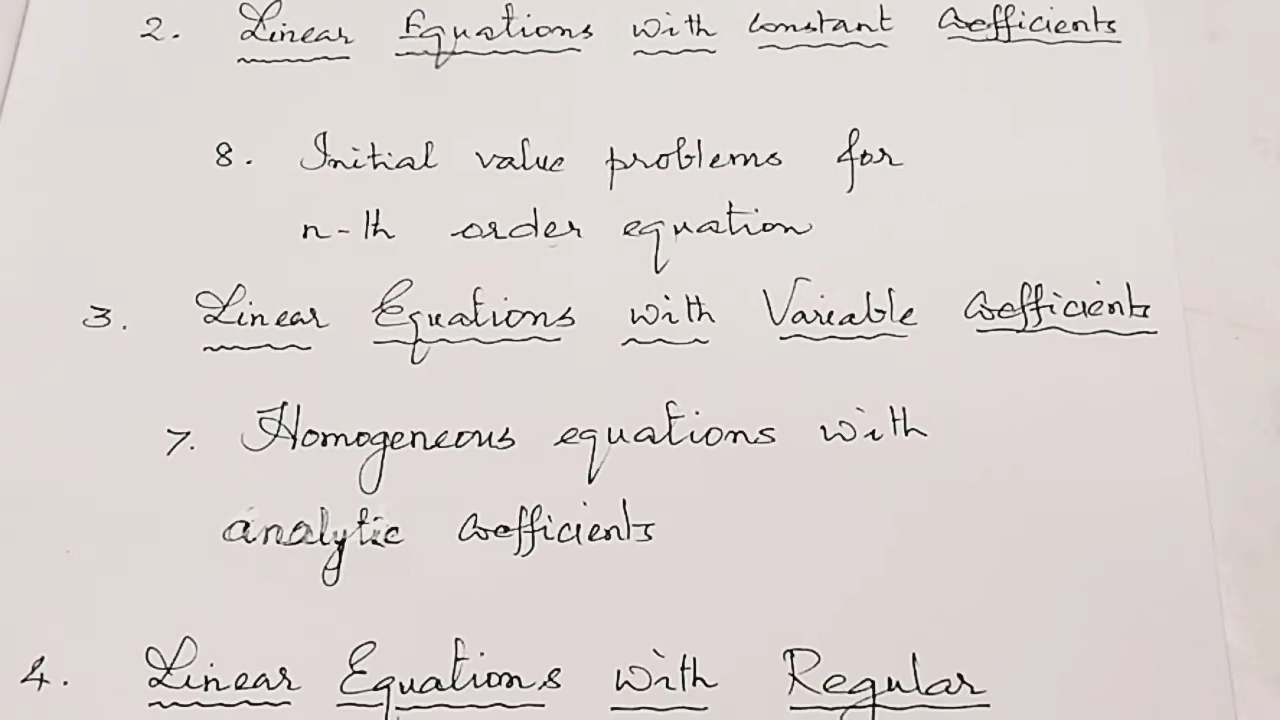 2. Linear Equations with Constant Coefficients
8. Initial value problems for
n-th order equation
3. Linear Equations with Variable Coefficients
7. Homogeneous equations with
analytic coefficients
4. Linear Equations with Regular